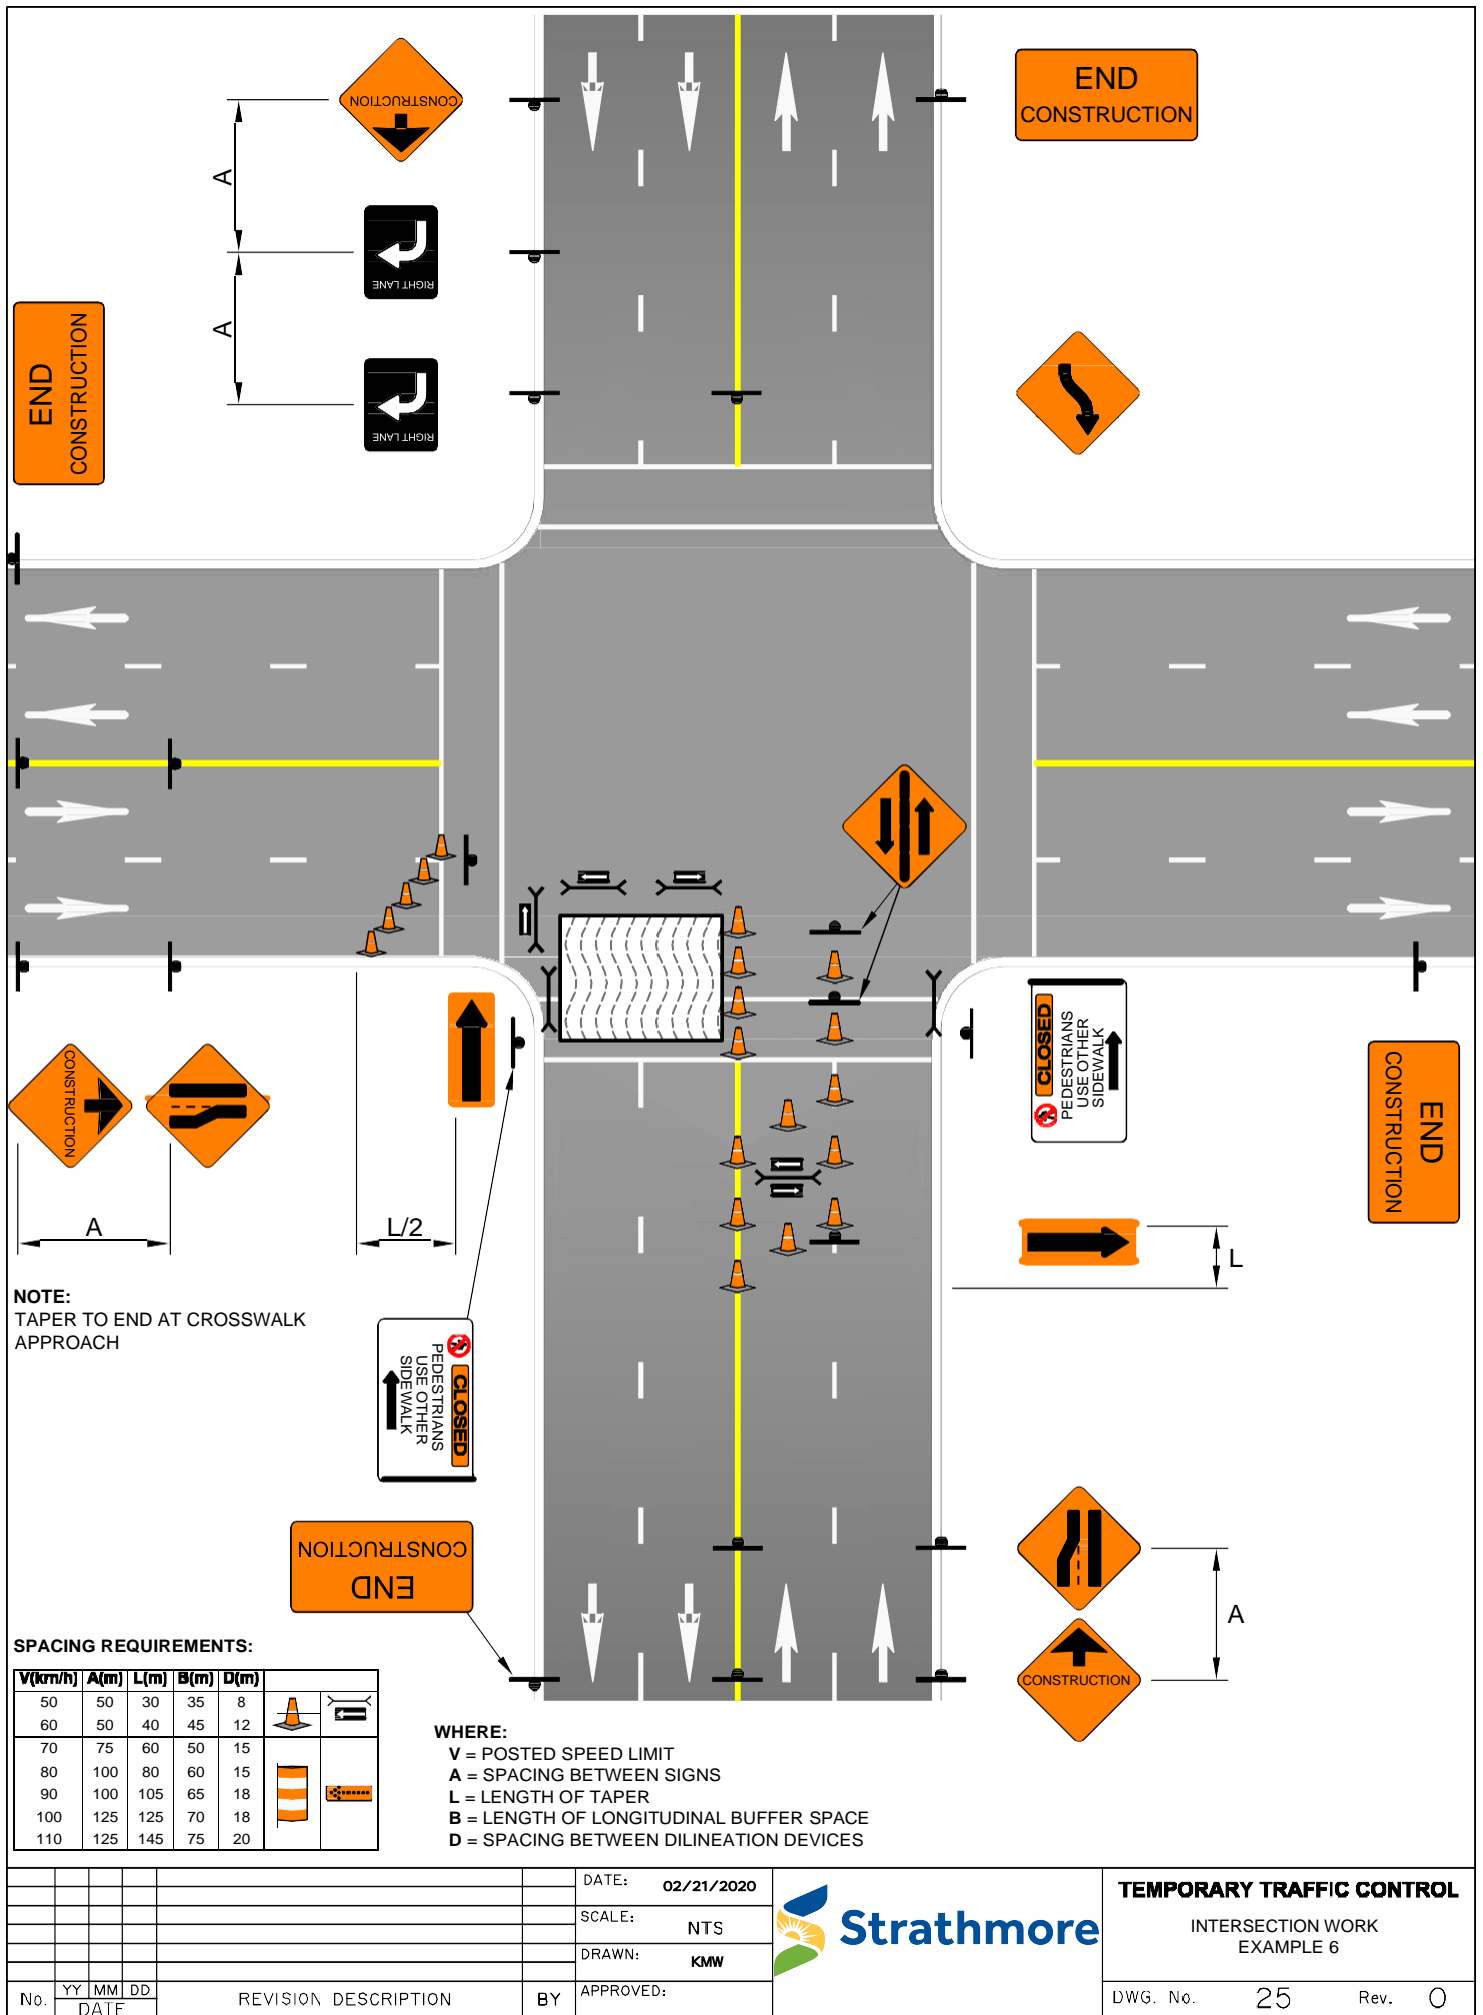 CONSTRUCTION
END
CONSTRUCTION
A
RIGHT LANE
A
RIGHT LANE
END
CONSTRUCTION
CLOSED
PEDESTRIANS
USE OTHER
SIDEWALK
END
CONSTRUCTION
CONSTRUCTION
A
L/2
L
NOTE:
TAPER TO END AT CROSSWALK
APPROACH
CLOSED
PEDESTRIANS
USE OTHER
SIDEWALK
END
CONSTRUCTION
A
CONSTRUCTION
SPACING REQUIREMENTS:
V(km/h) A(m) L(m) B(m) D(m)
50 50 30 35 8
60 50 40 45 12
70 75 60 50 15
80 100 80 60 15
90 100 105 65 18
100 125 125 70 18
110 125 145 75 20
WHERE:
V = POSTED SPEED LIMIT
A = SPACING BETWEEN SIGNS
L = LENGTH OF TAPER
B = LENGTH OF LONGITUDINAL BUFFER SPACE
D = SPACING BETWEEN DILINEATION DEVICES
No. YY MM DD
DATE
REVISION DESCRIPTION
BY
DATE: 02/21/2020
SCALE: NTS
DRAWN: KMW
APPROVED:
Strathmore
TEMPORARY TRAFFIC CONTROL
INTERSECTION WORK
EXAMPLE 6
DWG. No. 25 Rev. 0